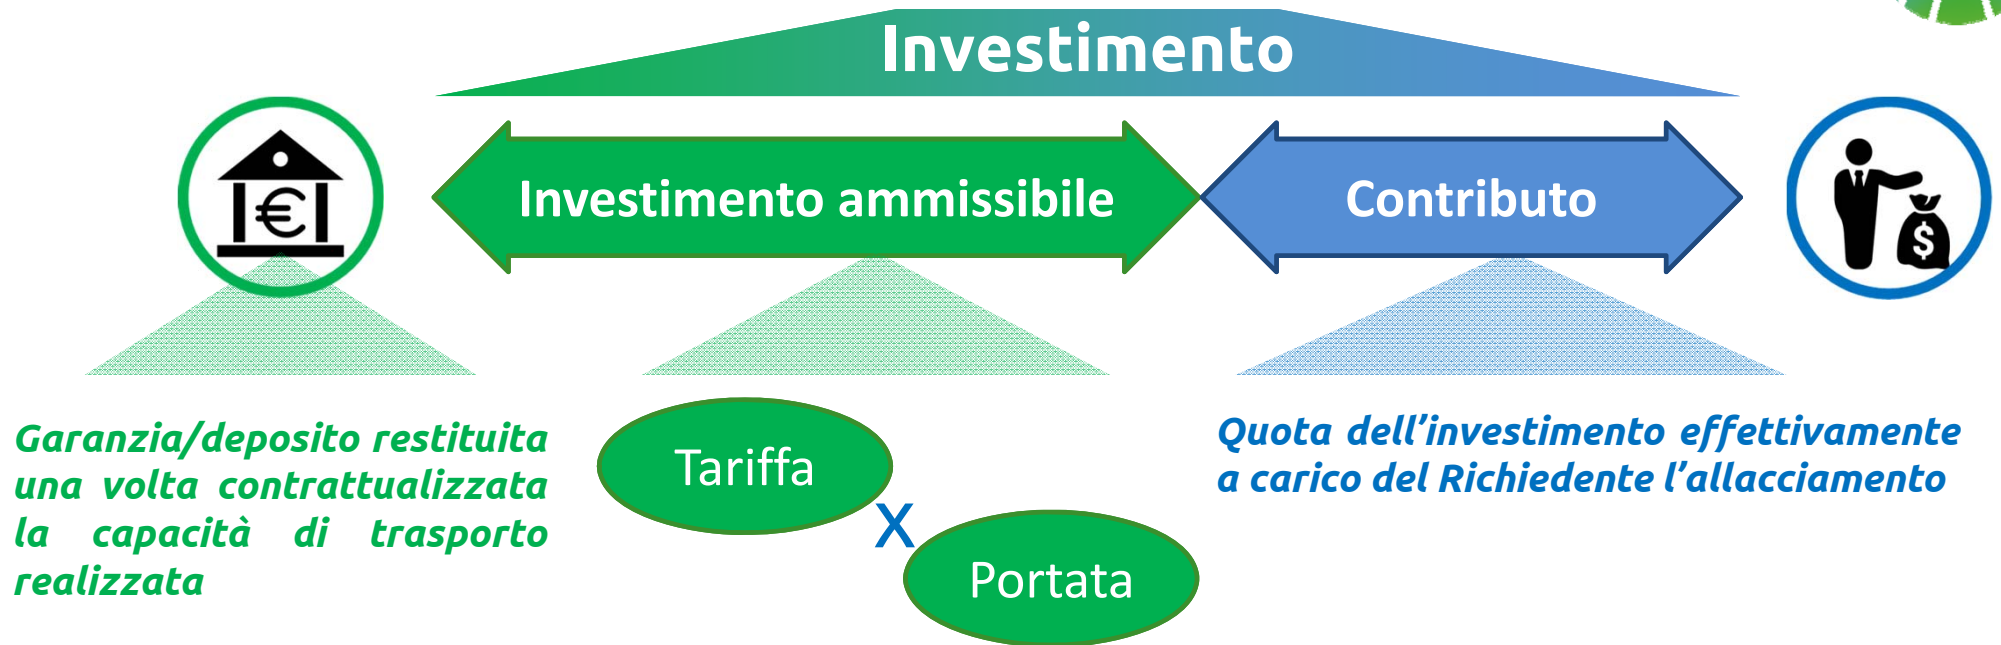 Investimento
Investimento ammissibile
Contributo
€
$
Garanzia/deposito restituita
una volta contrattualizzata
la capacità di trasporto
realizzata
Tariffa
x
Portata
Quota dell’investimento effettivamente
a carico del Richiedente l’allacciamento